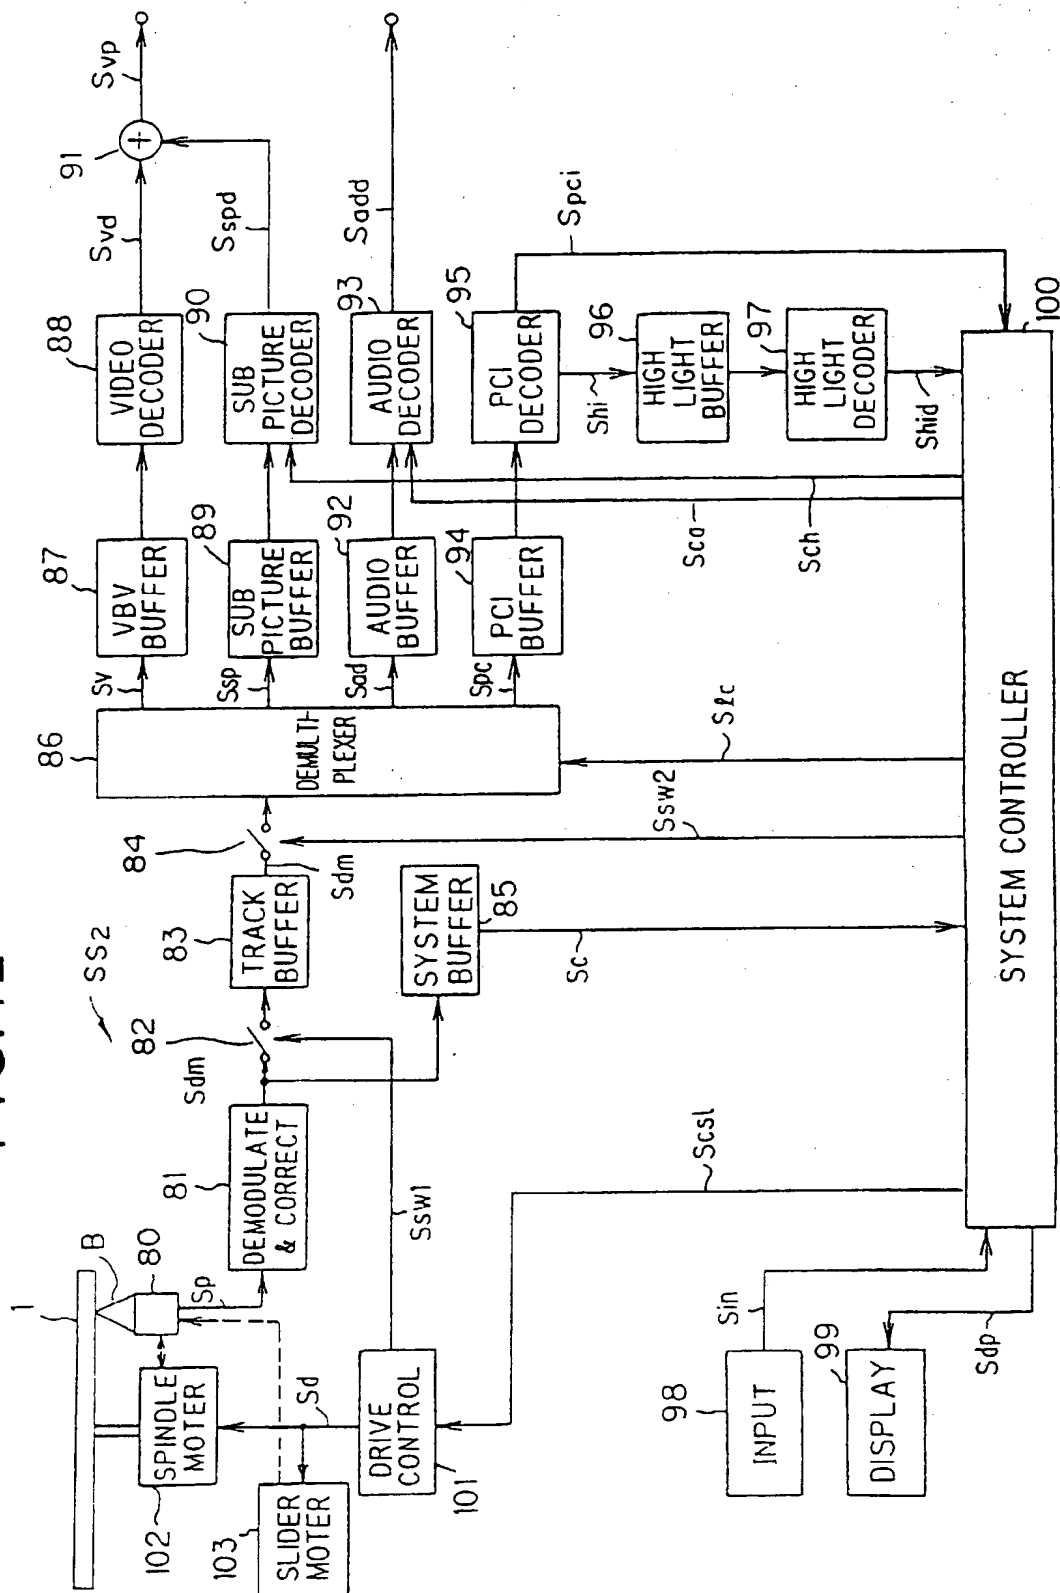 SS2
1
B
80
Sp
SPINDLE
MOTER
102
SLIDER
MOTER
103
Sd
DRIVE
CONTROL
101
81
DEMODULATE
& CORRECT
Sdm
82
Ssw1
83
TRACK
BUFFER
84
Sdm
SYSTEM
BUFFER
85
Sc
Ssw2
Slc
86
DEMULTI-
PLEXER
Sv
Ssp
Sad
Spc
87
VBV
BUFFER
89
SUB
PICTURE
BUFFER
92
AUDIO
BUFFER
94
PCI
BUFFER
88
VIDEO
DECODER
90
SUB
PICTURE
DECODER
93
AUDIO
DECODER
95
PCI
DECODER
Svd
Sspd
91
+
Svp
Sadd
Spci
Shi
96
HIGH
LIGHT
BUFFER
97
HIGH
LIGHT
DECODER
Shid
Sca
Sch
Scsl
98
INPUT
Sin
99
DISPLAY
Sdp
SYSTEM CONTROLLER
100